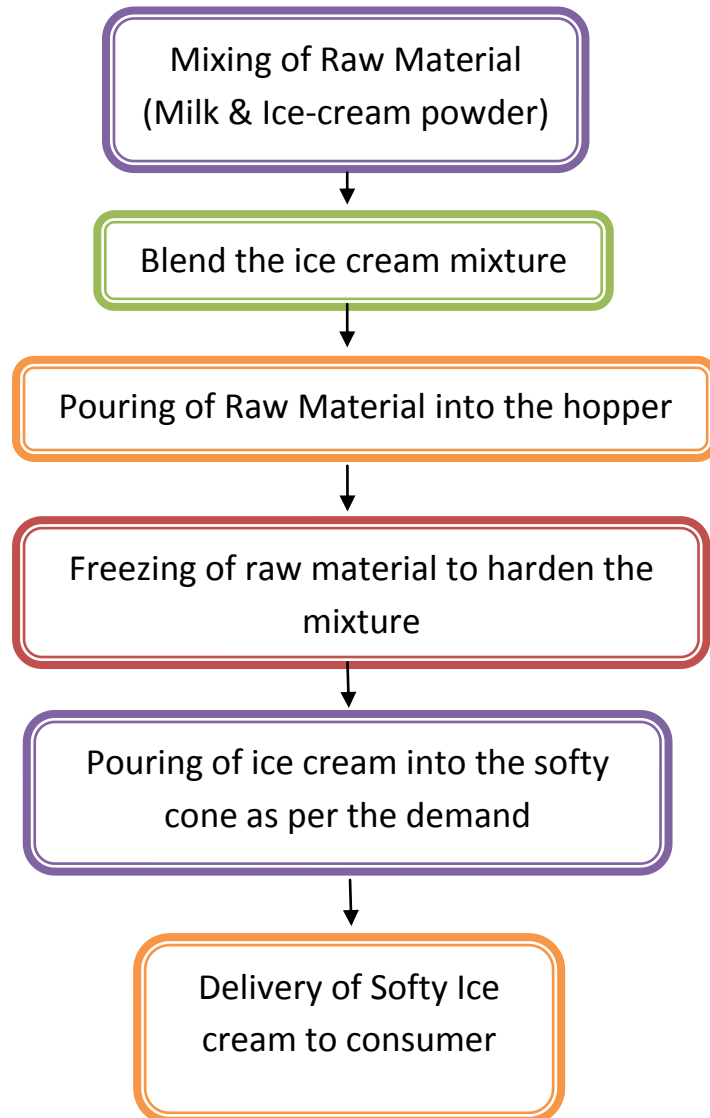 Mixing of Raw Material
(Milk & Ice-cream powder)
Blend the ice cream mixture
Pouring of Raw Material into the hopper
Freezing of raw material to harden the
mixture
Pouring of ice cream into the softy
cone as per the demand
Delivery of Softy Ice
cream to consumer